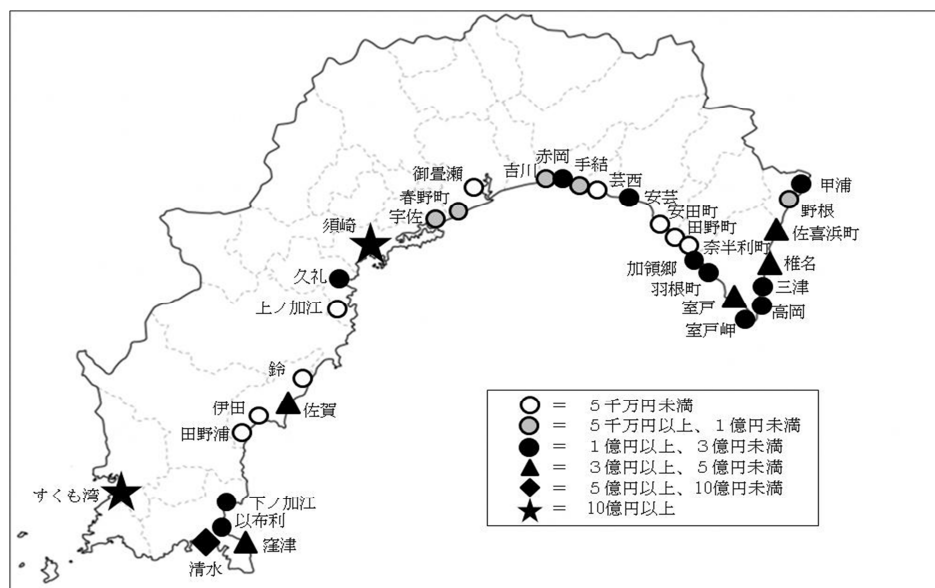 甲浦
野根
佐喜浜町
椎名
三津
高岡
室戸岬
室戸
羽根町
加領郷
奈半利町
田野町
安田町
安芸
芸西
手結
赤岡
吉川
御畳瀬
春野町
宇佐
須崎
久礼
上ノ加江
鈴
佐賀
伊田
田野浦
下ノ加江
以布利
窪津
清水
すくも湾
= 5千万円未満
= 5千万円以上、1億円未満
= 1億円以上、3億円未満
= 3億円以上、5億円未満
= 5億円以上、10億円未満
= 10億円以上